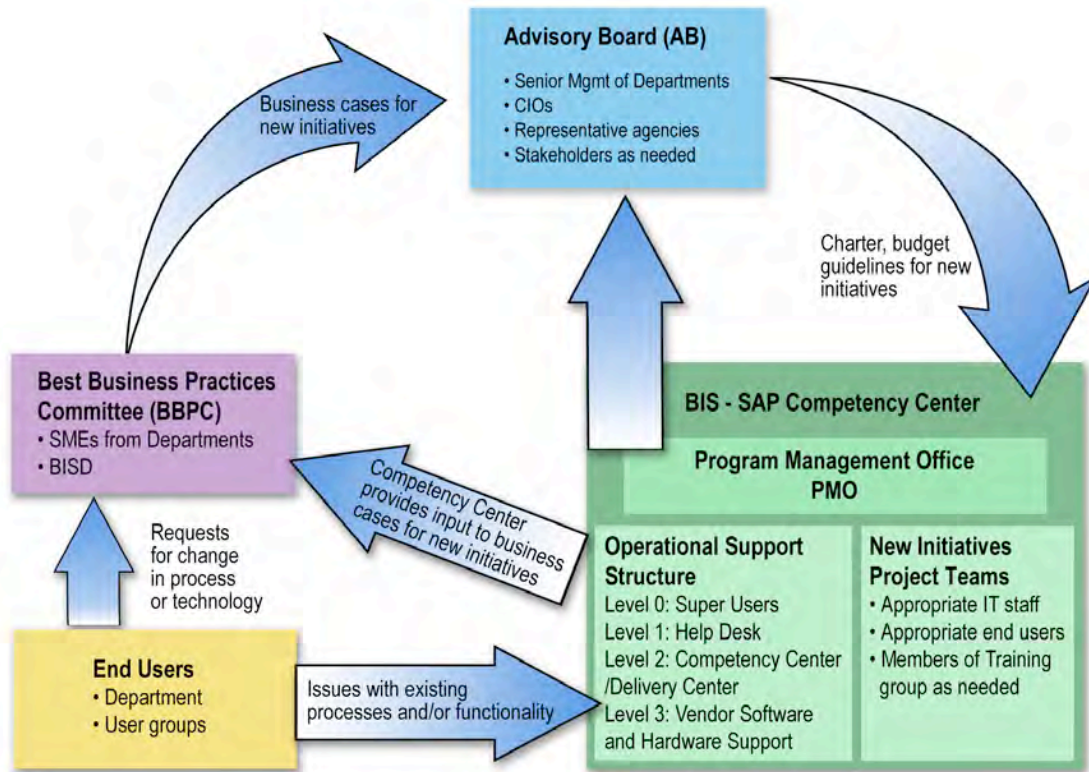 Advisory Board (AB)
• Senior Mgmt of Departments
• CIOs
• Representative agencies
• Stakeholders as needed
Business cases for
new initiatives
Charter, budget
guidelines for new
initiatives
Best Business Practices
Committee (BBPC)
• SMEs from Departments
• BISD
Competency Center
provides input to business
cases for new initiatives
Requests
for change
in process
or technology
End Users
• Department
• User groups
Issues with existing
processes and/or functionality
BIS - SAP Competency Center
Program Management Office
PMO
Operational Support
Structure
Level 0: Super Users
Level 1: Help Desk
Level 2: Competency Center
/Delivery Center
Level 3: Vendor Software
and Hardware Support
New Initiatives
Project Teams
• Appropriate IT staff
• Appropriate end users
• Members of Training
group as needed